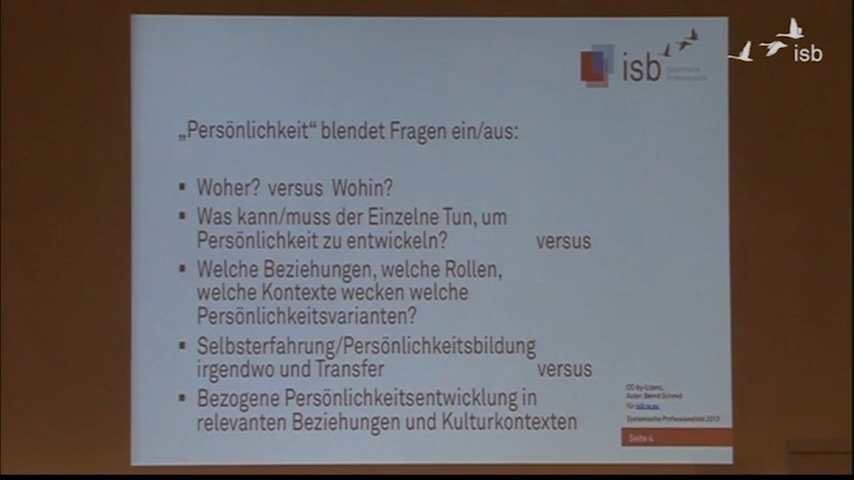 isb
isb
Systemische
Professionalität
„Persönlichkeit“ blendet Fragen ein/aus:
▪ Woher? versus Wohin?
▪ Was kann/muss der Einzelne Tun, um
Persönlichkeit zu entwickeln? versus
▪ Welche Beziehungen, welche Rollen,
welche Kontexte wecken welche
Persönlichkeitsvarianten?
▪ Selbsterfahrung/Persönlichkeitsbildung
irgendwo und Transfer versus
▪ Bezogene Persönlichkeitsentwicklung in
relevanten Beziehungen und Kulturkontexten
CC-by-Lizenz,
Autor: Bernd Schmid
für isb-w.eu
Systemische Professionalität 2013
Seite 4